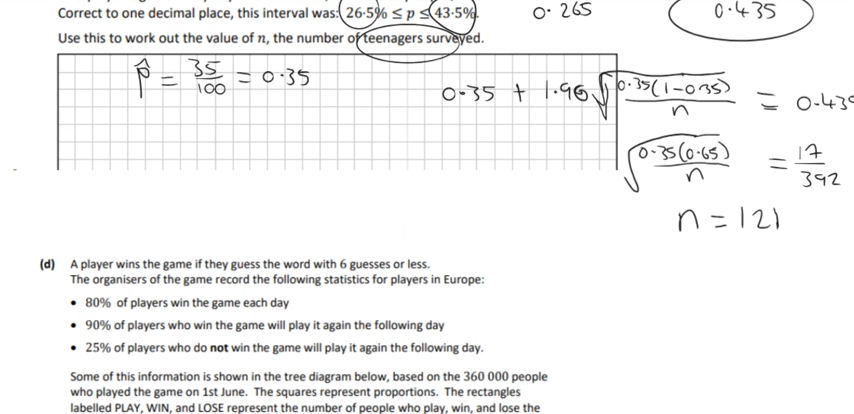 Correct to one decimal place, this interval was: 26·5% ≤ p ≤ 43·5%.
0. 265
0.435
Use this to work out the value of n, the number of teenagers surveyed.
p̂ = 35/100 = 0.35
0.35 + 1.96√(0.35(1-0.35)/n) = 0.435
√(0.35(0.65)/n) = 17/392
n = 121
(d) A player wins the game if they guess the word with 6 guesses or less.
The organisers of the game record the following statistics for players in Europe:
• 80% of players win the game each day
• 90% of players who win the game will play it again the following day
• 25% of players who do not win the game will play it again the following day.
Some of this information is shown in the tree diagram below, based on the 360 000 people
who played the game on 1st June. The squares represent proportions. The rectangles
labelled PLAY, WIN, and LOSE represent the number of people who play, win, and lose the